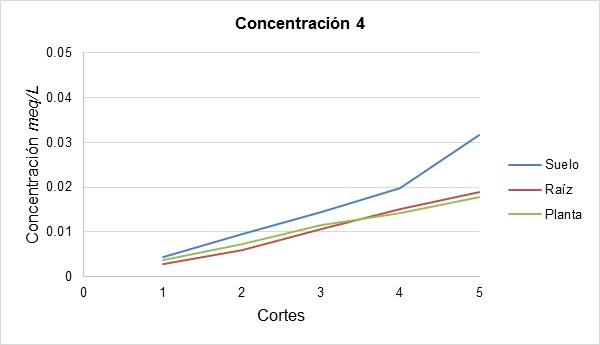 Concentración 4
0.05
0.04
0.03
0.02
0.01
0
Concentración meq/L
0 1 2 3 4 5
Cortes
Suelo
Raíz
Planta